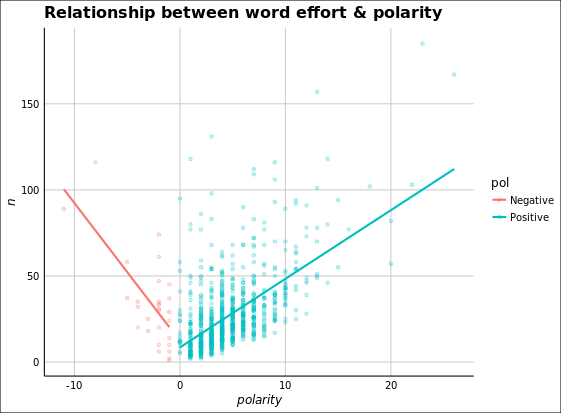 Relationship between word effort & polarity
150
100
50
0
n
-10
0
10
20
polarity
pol
Negative
Positive